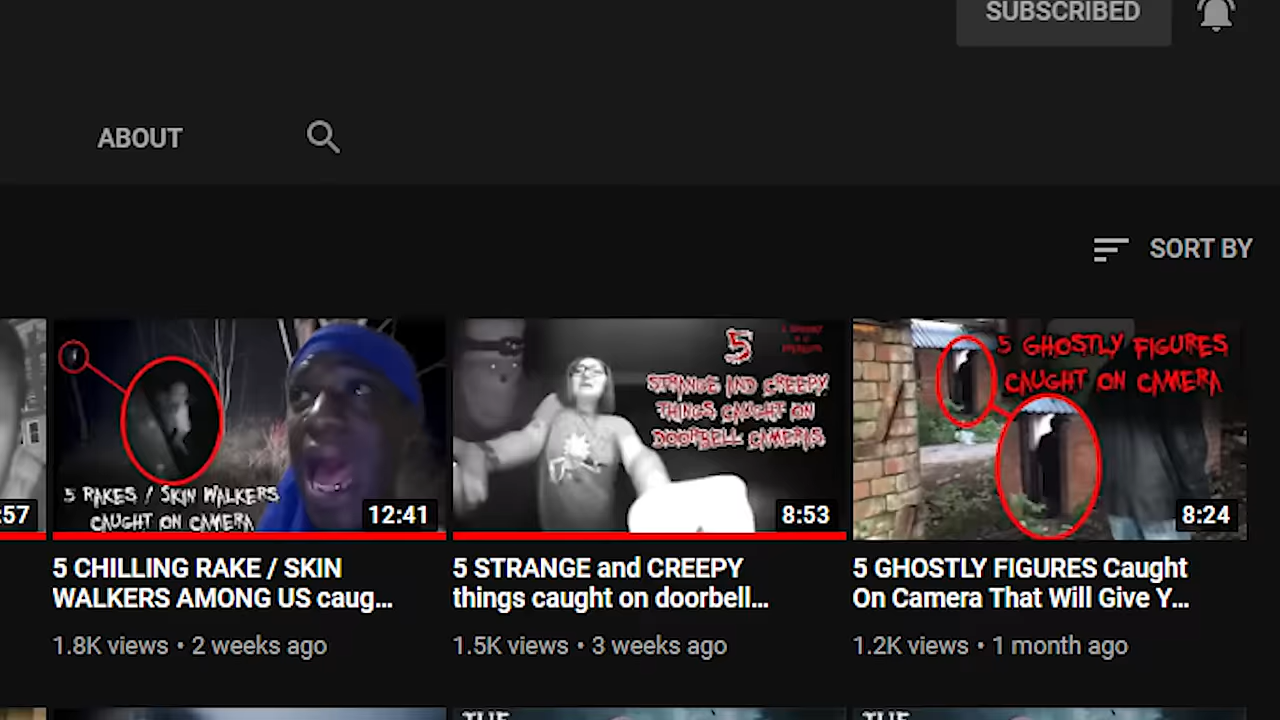 SUBSCRIBED
ABOUT
SORT BY
5 GHOSTLY FIGURES
CAUGHT ON CAMERA
5
STRANGE AND CREEPY
THINGS CAUGHT ON
DOORBELL CAMERAS
5 RAKES / SKIN WALKERS
CAUGHT ON CAMERA
:57
12:41
8:53
8:24
5 CHILLING RAKE / SKIN
WALKERS AMONG US caug...
5 STRANGE and CREEPY
things caught on doorbell...
5 GHOSTLY FIGURES Caught
On Camera That Will Give Y...
1.8K views • 2 weeks ago
1.5K views • 3 weeks ago
1.2K views • 1 month ago
THE
THE